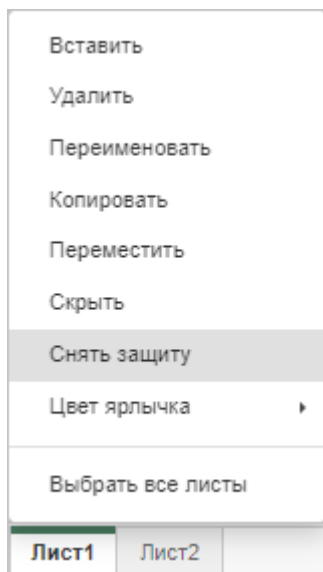 Вставить
Удалить
Переименовать
Копировать
Переместить
Скрыть
Снять защиту
Цвет ярлычка
Выбрать все листы
Лист1 Лист2